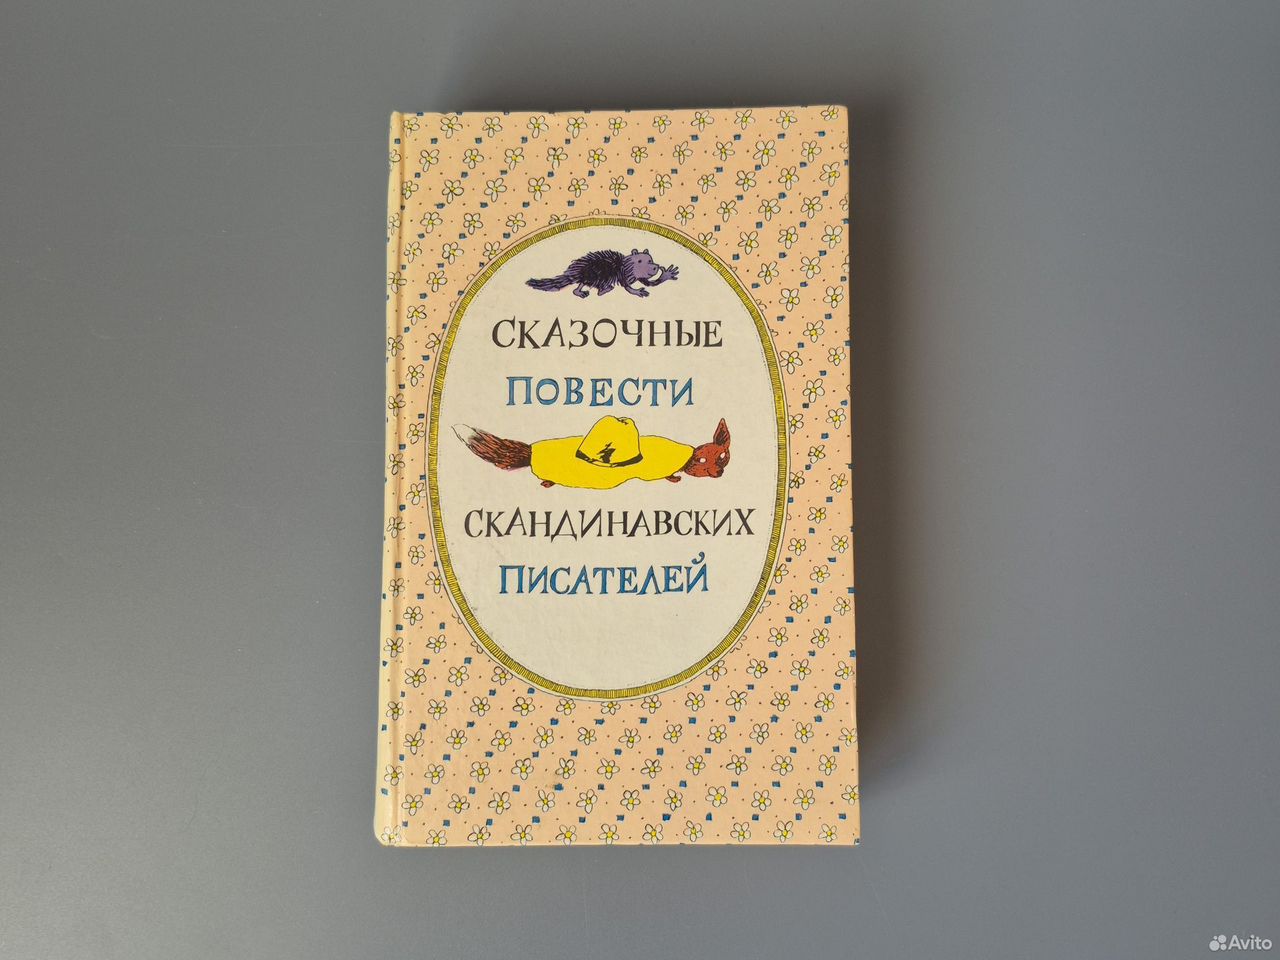 СКАЗОЧНЫЕ
ПОВЕСТИ
СКАНДИНАВСКИХ
ПИСАТЕЛЕЙ
Avito